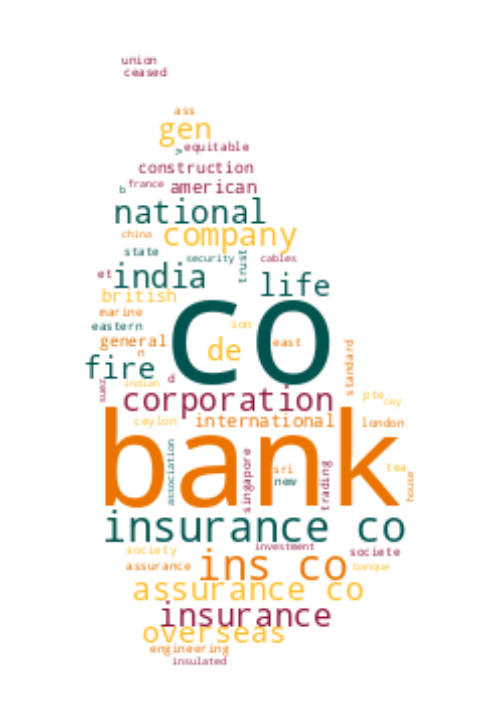 union
ceased
ass
gen
> equitable
construction
b france american
national
china company
state security trust cables
et india life
british
marine co son
eastern
general de east
n
fire indian d standard
suez corporation pte cey
ceylon international london
bank
association singapore sri new trading tea house
insurance co
society investment societe
assurance ins co banque
assurance co
insurance
overseas
engineering
insulated